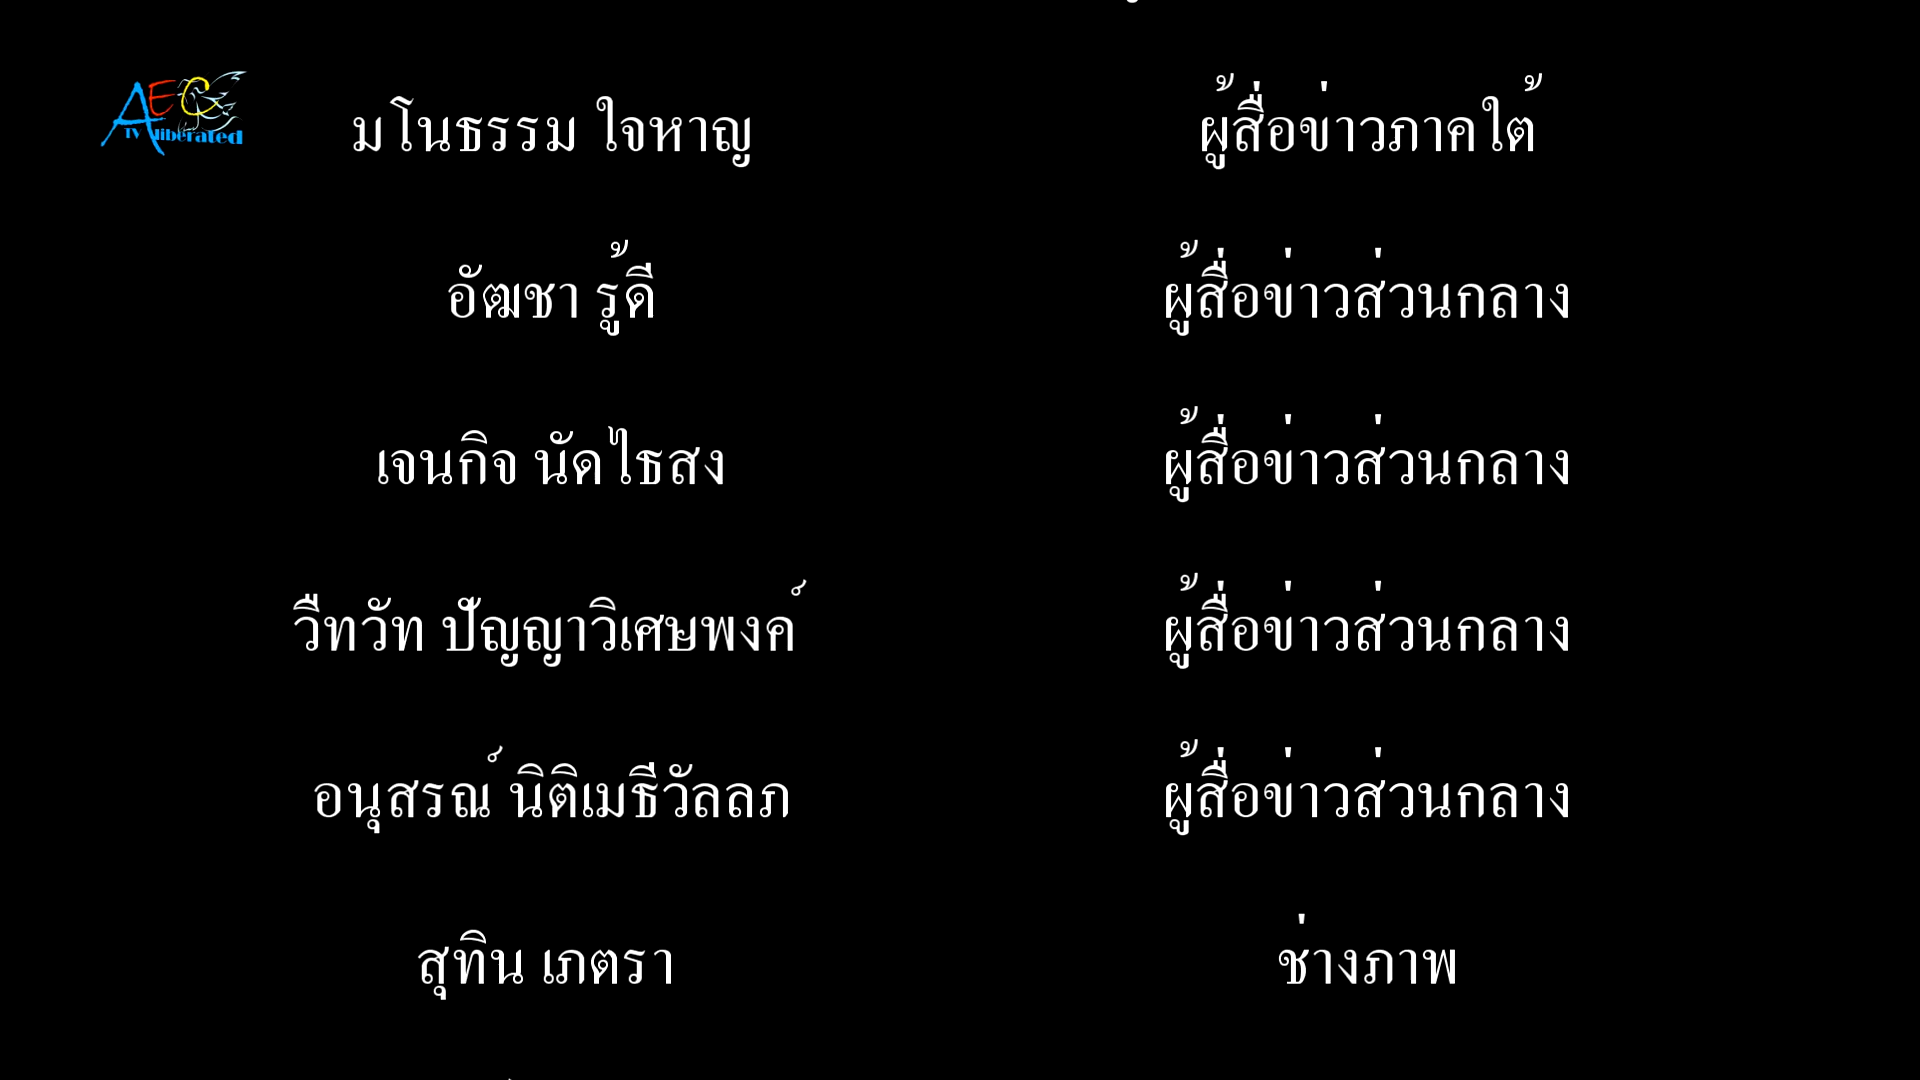 AEC
TV liberated
มโนธรรม ใจหาญ ผู้สื่อข่าวภาคใต้
อัฒชา รู้ดี ผู้สื่อข่าวส่วนกลาง
เจนกิจ นัดไธสง ผู้สื่อข่าวส่วนกลาง
วืทวัท ปัญญาวิเศษพงค์ ผู้สื่อข่าวส่วนกลาง
อนุสรณ์ นิติเมธีวัลลภ ผู้สื่อข่าวส่วนกลาง
สุทิน เภตรา ช่างภาพ